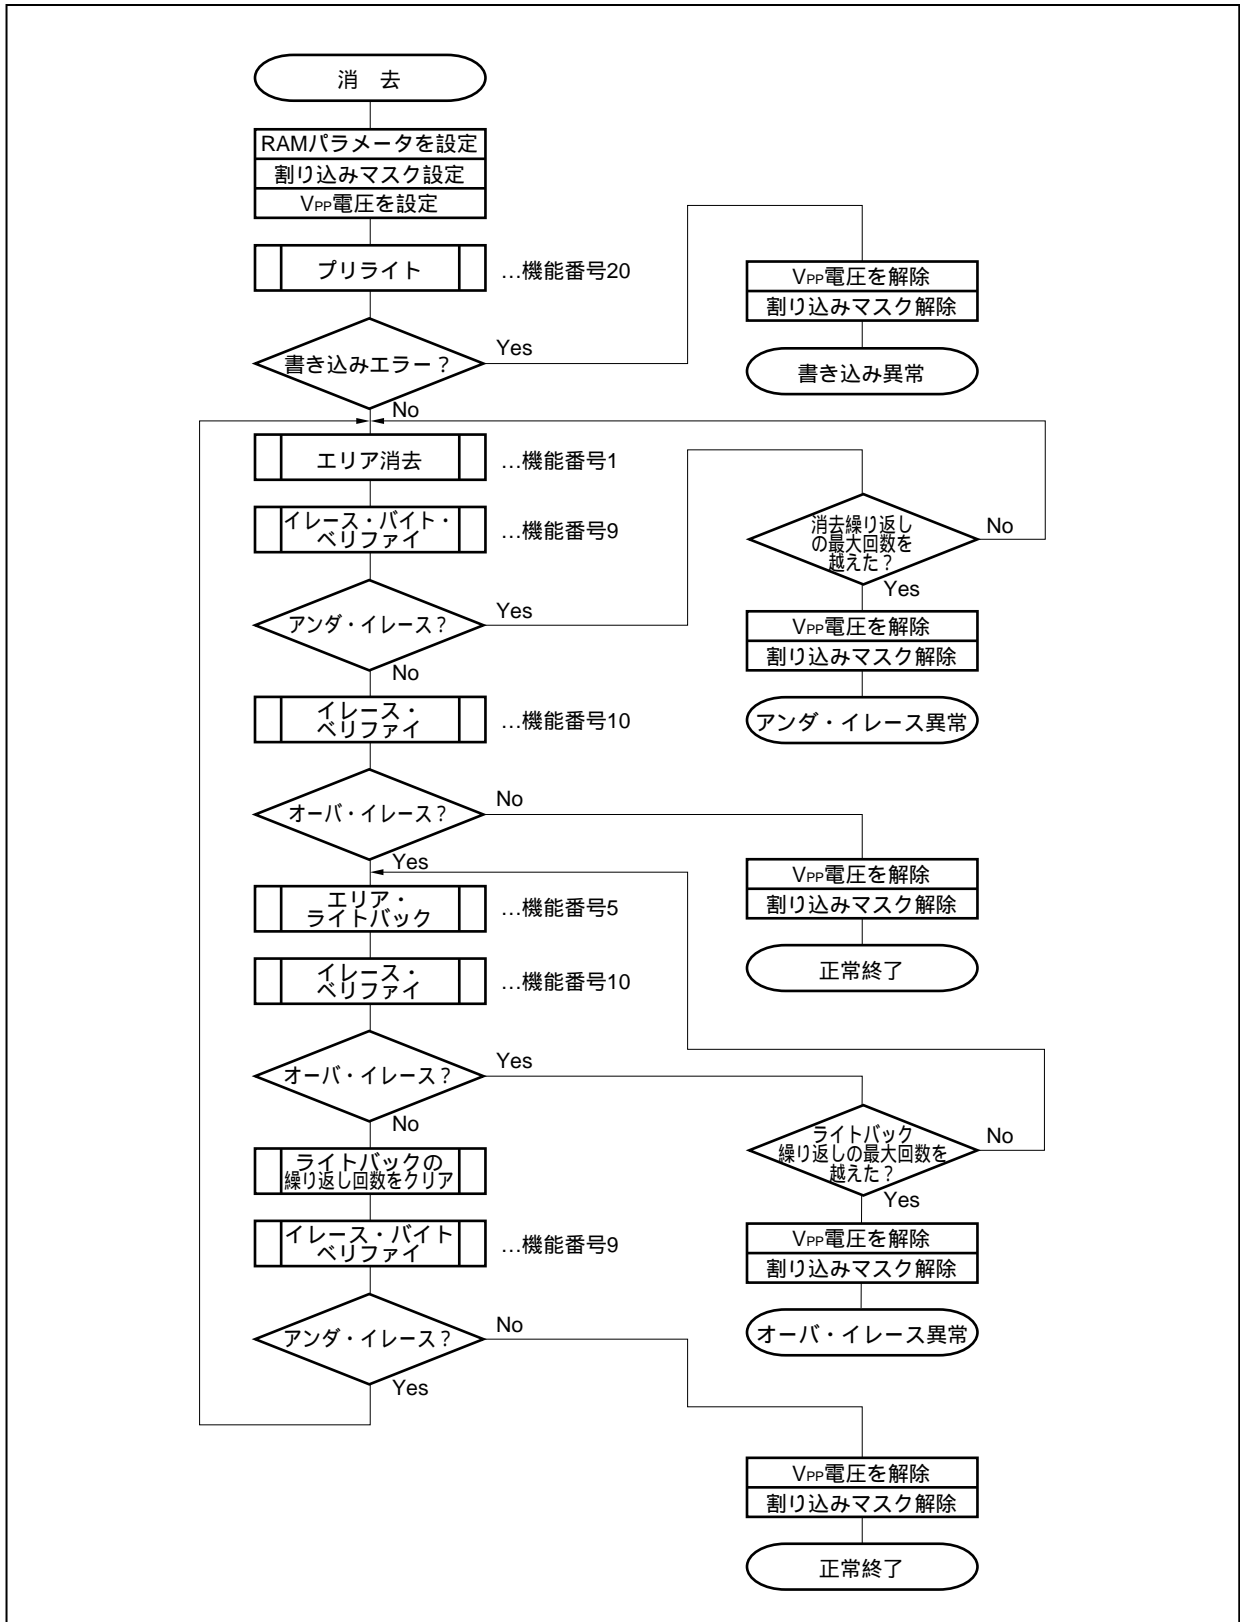 消 去
RAMパラメータを設定
割り込みマスク設定
VPP電圧を設定
プリライト
…機能番号20
VPP電圧を解除
割り込みマスク解除
書き込みエラー？
Yes
書き込み異常
No
エリア消去
…機能番号1
イレース・バイト・
ベリファイ
…機能番号9
消去繰り返し
の最大回数を
越えた？
No
Yes
アンダ・イレース？
Yes
VPP電圧を解除
割り込みマスク解除
No
イレース・
ベリファイ
…機能番号10
アンダ・イレース異常
オーバ・イレース？
No
Yes
VPP電圧を解除
割り込みマスク解除
エリア・
ライトバック
…機能番号5
正常終了
イレース・
ベリファイ
…機能番号10
オーバ・イレース？
Yes
No
ライトバック
繰り返しの最大回数を
越えた？
No
Yes
ライトバックの
繰り返し回数をクリア
イレース・バイト
ベリファイ
…機能番号9
VPP電圧を解除
割り込みマスク解除
オーバ・イレース異常
アンダ・イレース？
No
Yes
VPP電圧を解除
割り込みマスク解除
正常終了